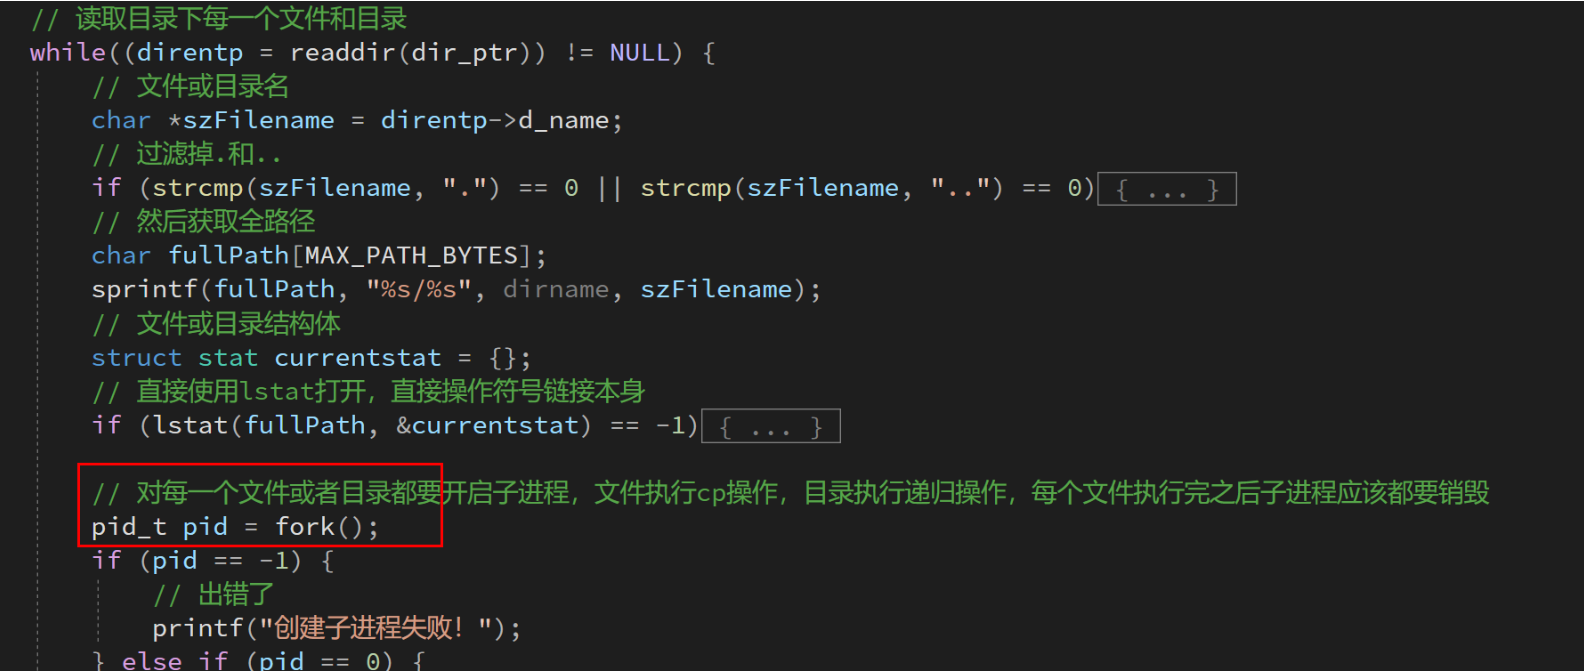 // 读取目录下每一个文件和目录
while((direntp = readdir(dir_ptr)) != NULL) {
// 文件或目录名
char *szFilename = direntp->d_name;
// 过滤掉.和..
if (strcmp(szFilename, ".") == 0 || strcmp(szFilename, "..") == 0){ ... }
// 然后获取全路径
char fullPath[MAX_PATH_BYTES];
sprintf(fullPath, "%s/%s", dirname, szFilename);
// 文件或目录结构体
struct stat currentstat = {};
// 直接使用lstat打开，直接操作符号链接本身
if (lstat(fullPath, &currentstat) == -1){ ... }
// 对每一个文件或者目录都要开启子进程，文件执行cp操作，目录执行递归操作，每个文件执行完之后子进程应该都要销毁
pid_t pid = fork();
if (pid == -1) {
// 出错了
printf("创建子进程失败！");
} else if (pid == 0) {